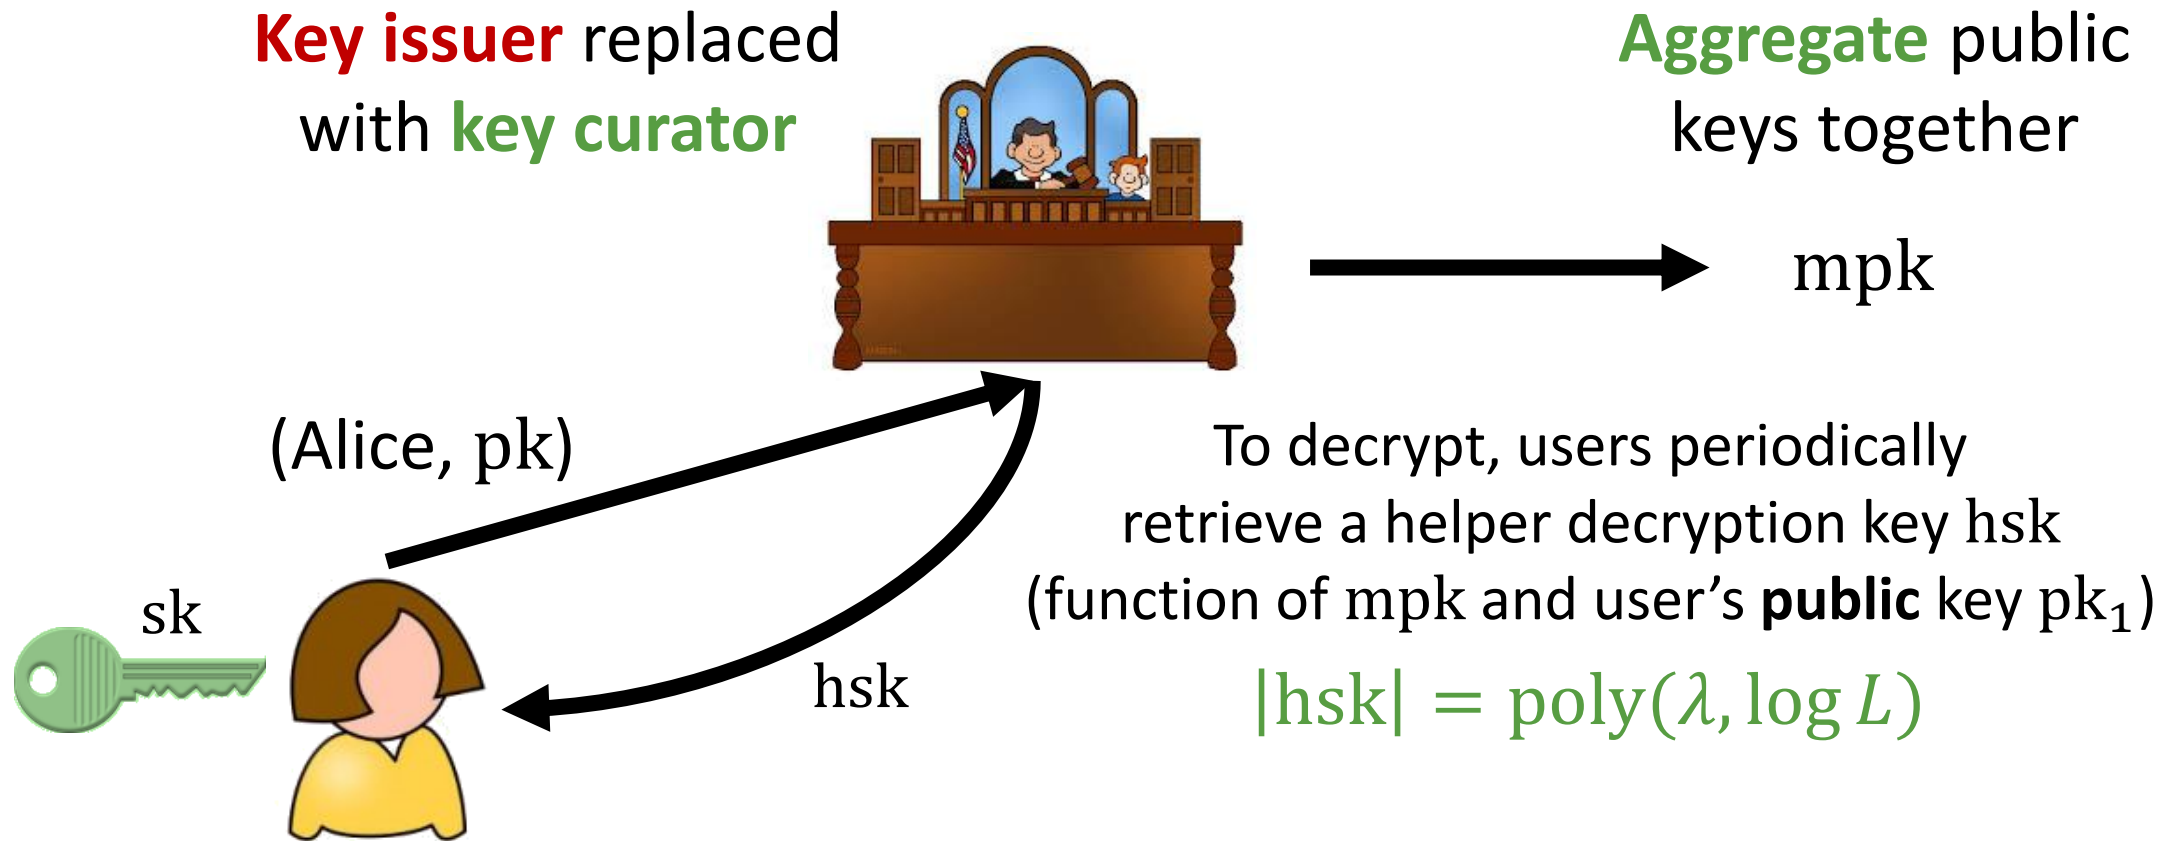 Key issuer replaced
with key curator
Aggregate public
keys together
mpk
(Alice, pk)
To decrypt, users periodically
retrieve a helper decryption key hsk
(function of mpk and user’s public key pk₁)
|hsk| = poly(λ, log L)
sk
hsk